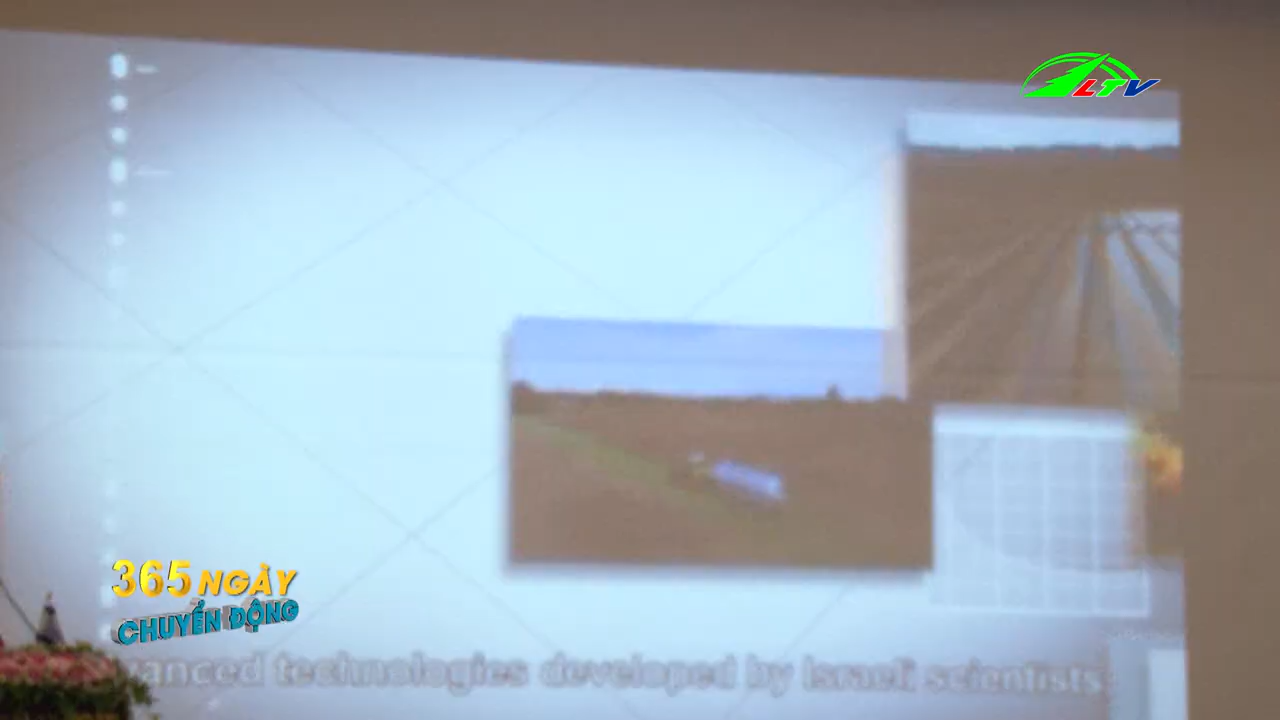 LTV
365 NGÀY
CHUYỂN ĐỘNG
technologies developed by Israeli scientists